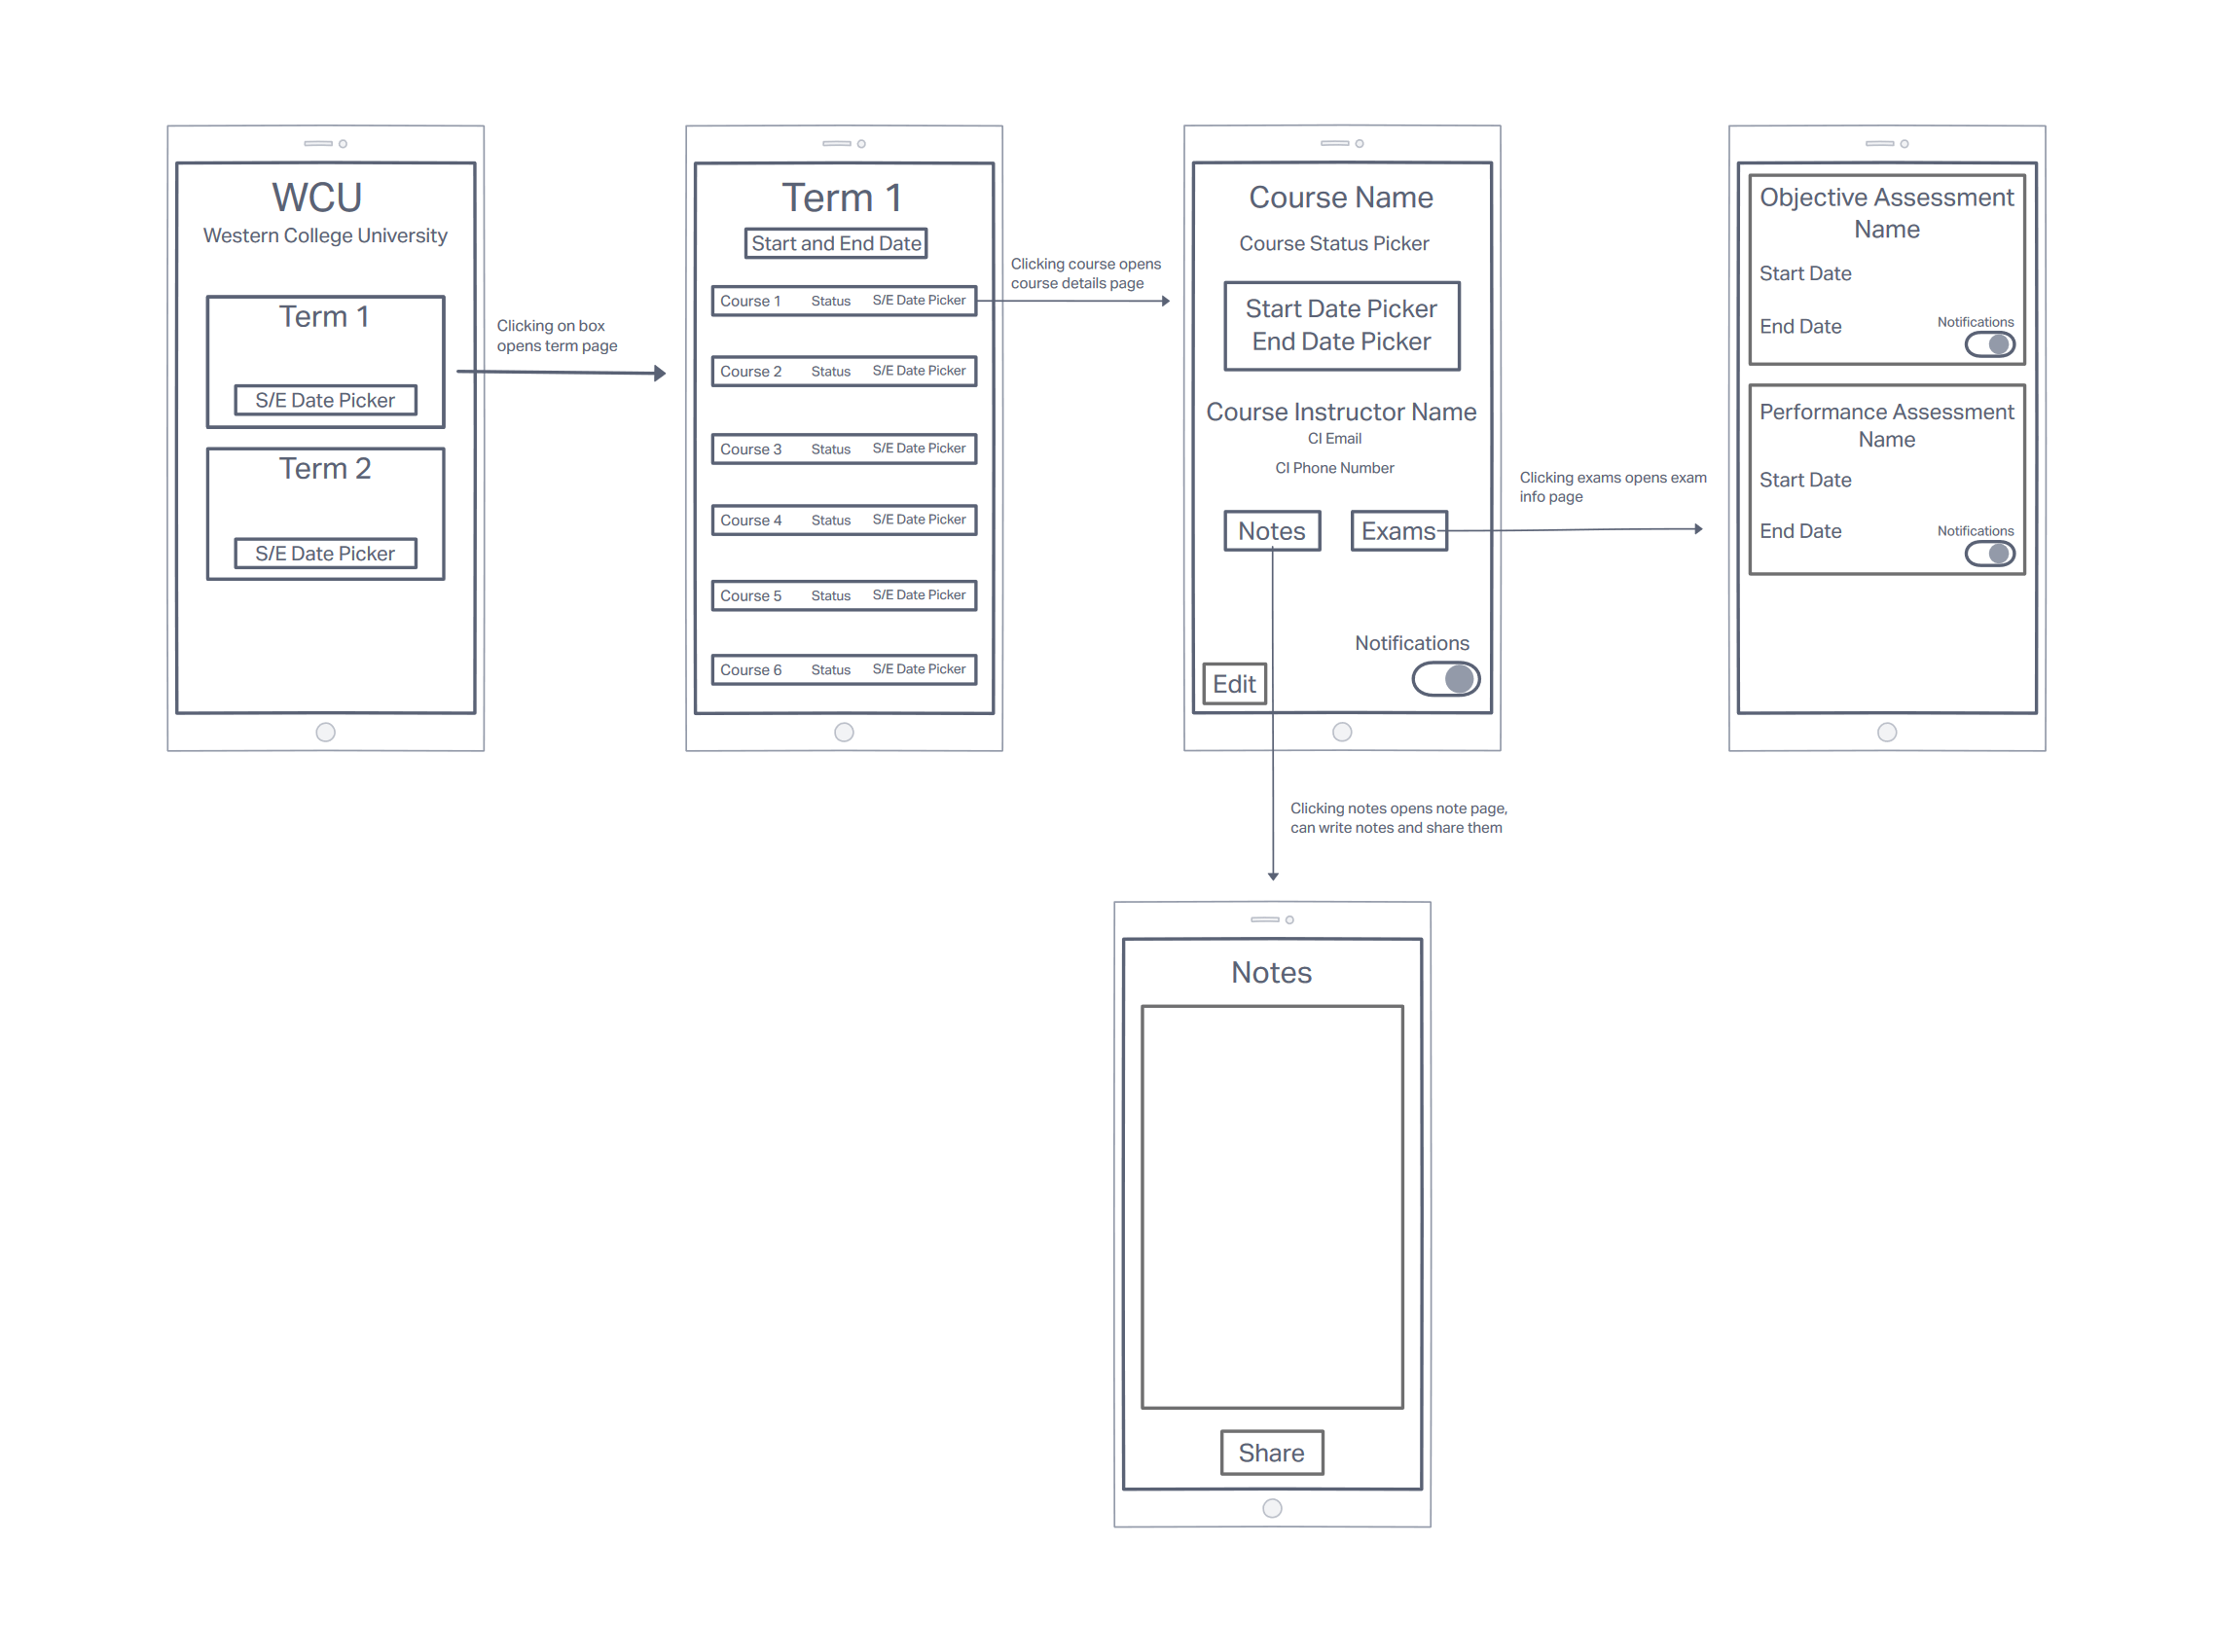 WCU
Western College University
Term 1
S/E Date Picker
Term 2
S/E Date Picker
Clicking on box
opens term page
Term 1
Start and End Date
Course 1 Status S/E Date Picker
Course 2 Status S/E Date Picker
Course 3 Status S/E Date Picker
Course 4 Status S/E Date Picker
Course 5 Status S/E Date Picker
Course 6 Status S/E Date Picker
Clicking course opens
course details page
Course Name
Course Status Picker
Start Date Picker
End Date Picker
Course Instructor Name
CI Email
CI Phone Number
Notes Exams
Notifications
Edit
Clicking exams opens exam
info page
Objective Assessment
Name
Start Date
End Date Notifications
Performance Assessment
Name
Start Date
End Date Notifications
Clicking notes opens note page,
can write notes and share them
Notes
Share